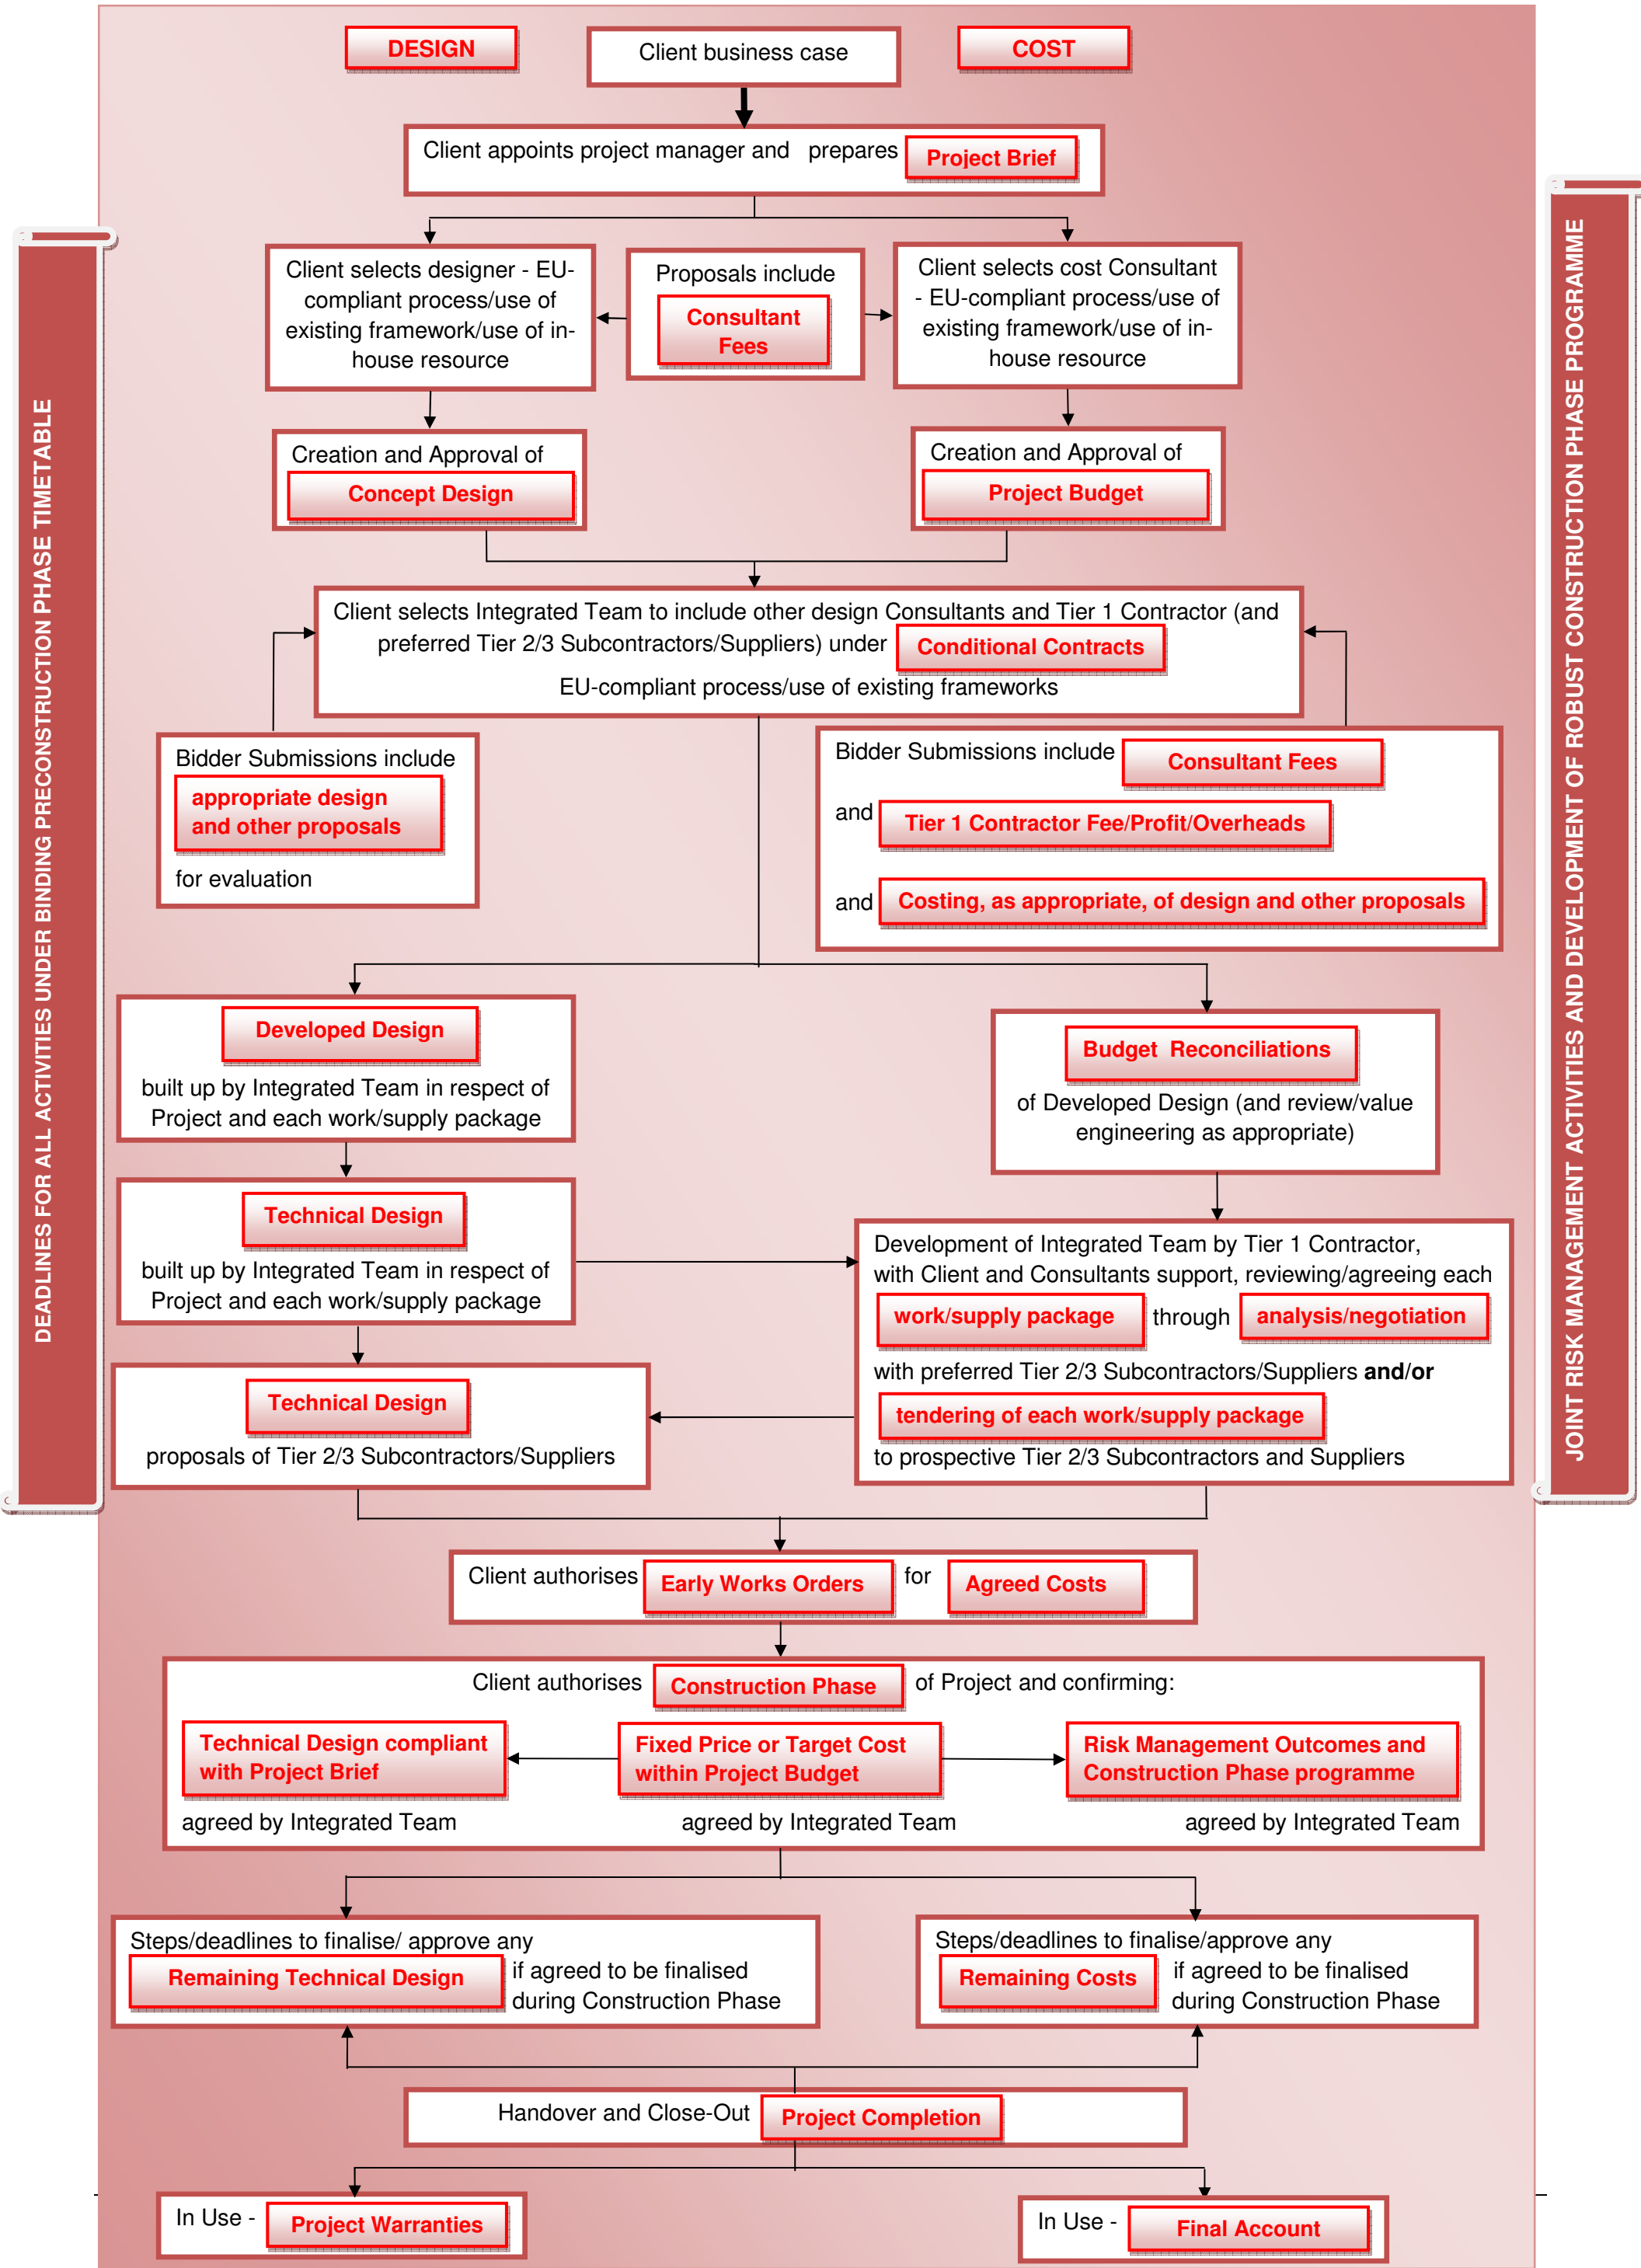 DESIGN
Client business case
COST
Client appoints project manager and prepares Project Brief
Client selects designer - EU-
compliant process/use of
existing framework/use of in-
house resource
Proposals include
Consultant
Fees
Client selects cost Consultant
- EU-compliant process/use of
existing framework/use of in-
house resource
Creation and Approval of
Concept Design
Creation and Approval of
Project Budget
Client selects Integrated Team to include other design Consultants and Tier 1 Contractor (and
preferred Tier 2/3 Subcontractors/Suppliers) under Conditional Contracts
EU-compliant process/use of existing frameworks
Bidder Submissions include
appropriate design
and other proposals
for evaluation
Bidder Submissions include Consultant Fees
and Tier 1 Contractor Fee/Profit/Overheads
and Costing, as appropriate, of design and other proposals
Developed Design
built up by Integrated Team in respect of
Project and each work/supply package
Budget Reconciliations
of Developed Design (and review/value
engineering as appropriate)
Technical Design
built up by Integrated Team in respect of
Project and each work/supply package
Development of Integrated Team by Tier 1 Contractor,
with Client and Consultants support, reviewing/agreeing each
work/supply package through analysis/negotiation
with preferred Tier 2/3 Subcontractors/Suppliers and/or
tendering of each work/supply package
to prospective Tier 2/3 Subcontractors and Suppliers
Technical Design
proposals of Tier 2/3 Subcontractors/Suppliers
Client authorises Early Works Orders for Agreed Costs
Client authorises Construction Phase of Project and confirming:
Technical Design compliant
with Project Brief
agreed by Integrated Team
Fixed Price or Target Cost
within Project Budget
agreed by Integrated Team
Risk Management Outcomes and
Construction Phase programme
agreed by Integrated Team
Steps/deadlines to finalise/ approve any
Remaining Technical Design if agreed to be finalised
during Construction Phase
Steps/deadlines to finalise/approve any
Remaining Costs if agreed to be finalised
during Construction Phase
Handover and Close-Out Project Completion
In Use - Project Warranties
In Use - Final Account
DEADLINES FOR ALL ACTIVITIES UNDER BINDING PRECONSTRUCTION PHASE TIMETABLE
JOINT RISK MANAGEMENT ACTIVITIES AND DEVELOPMENT OF ROBUST CONSTRUCTION PHASE PROGRAMME